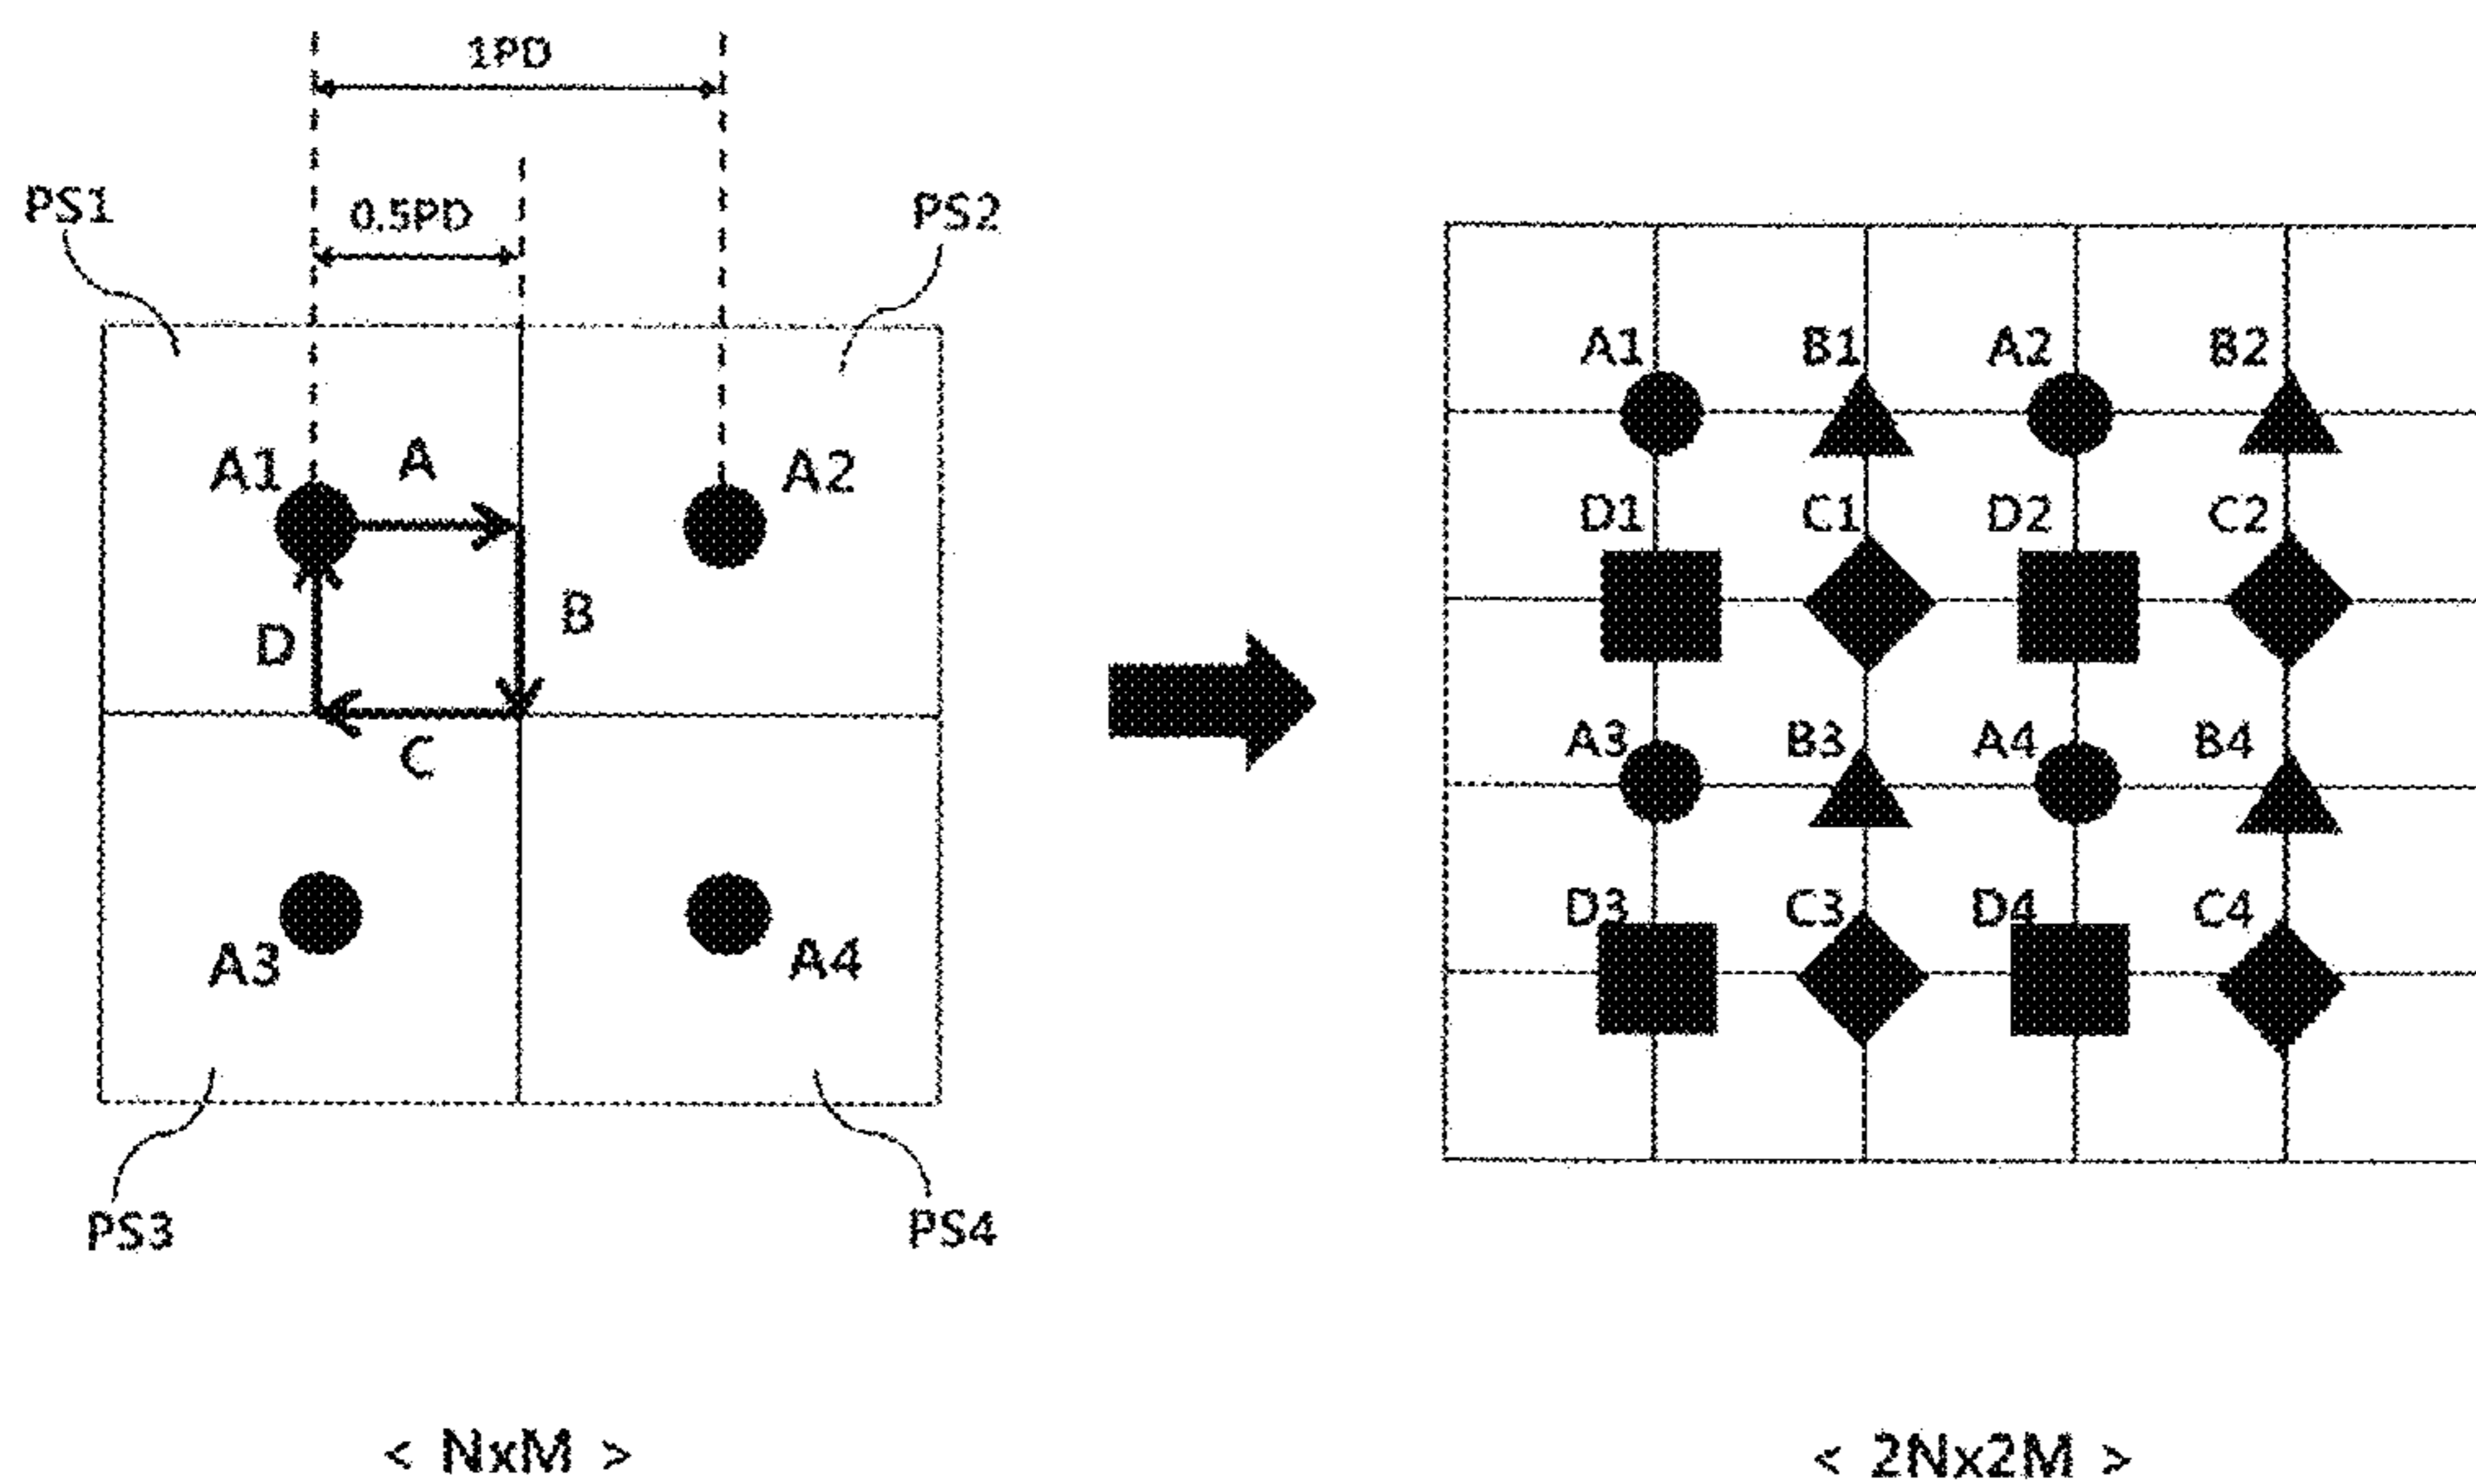 1PD
0.5PD
PS1
PS2
A1
A
A2
B
D
C
A3
A4
PS3
PS4
< NxM >
A1 B1 A2 B2
D1 C1 D2 C2
A3 B3 A4 B4
D3 C3 D4 C4
< 2Nx2M >